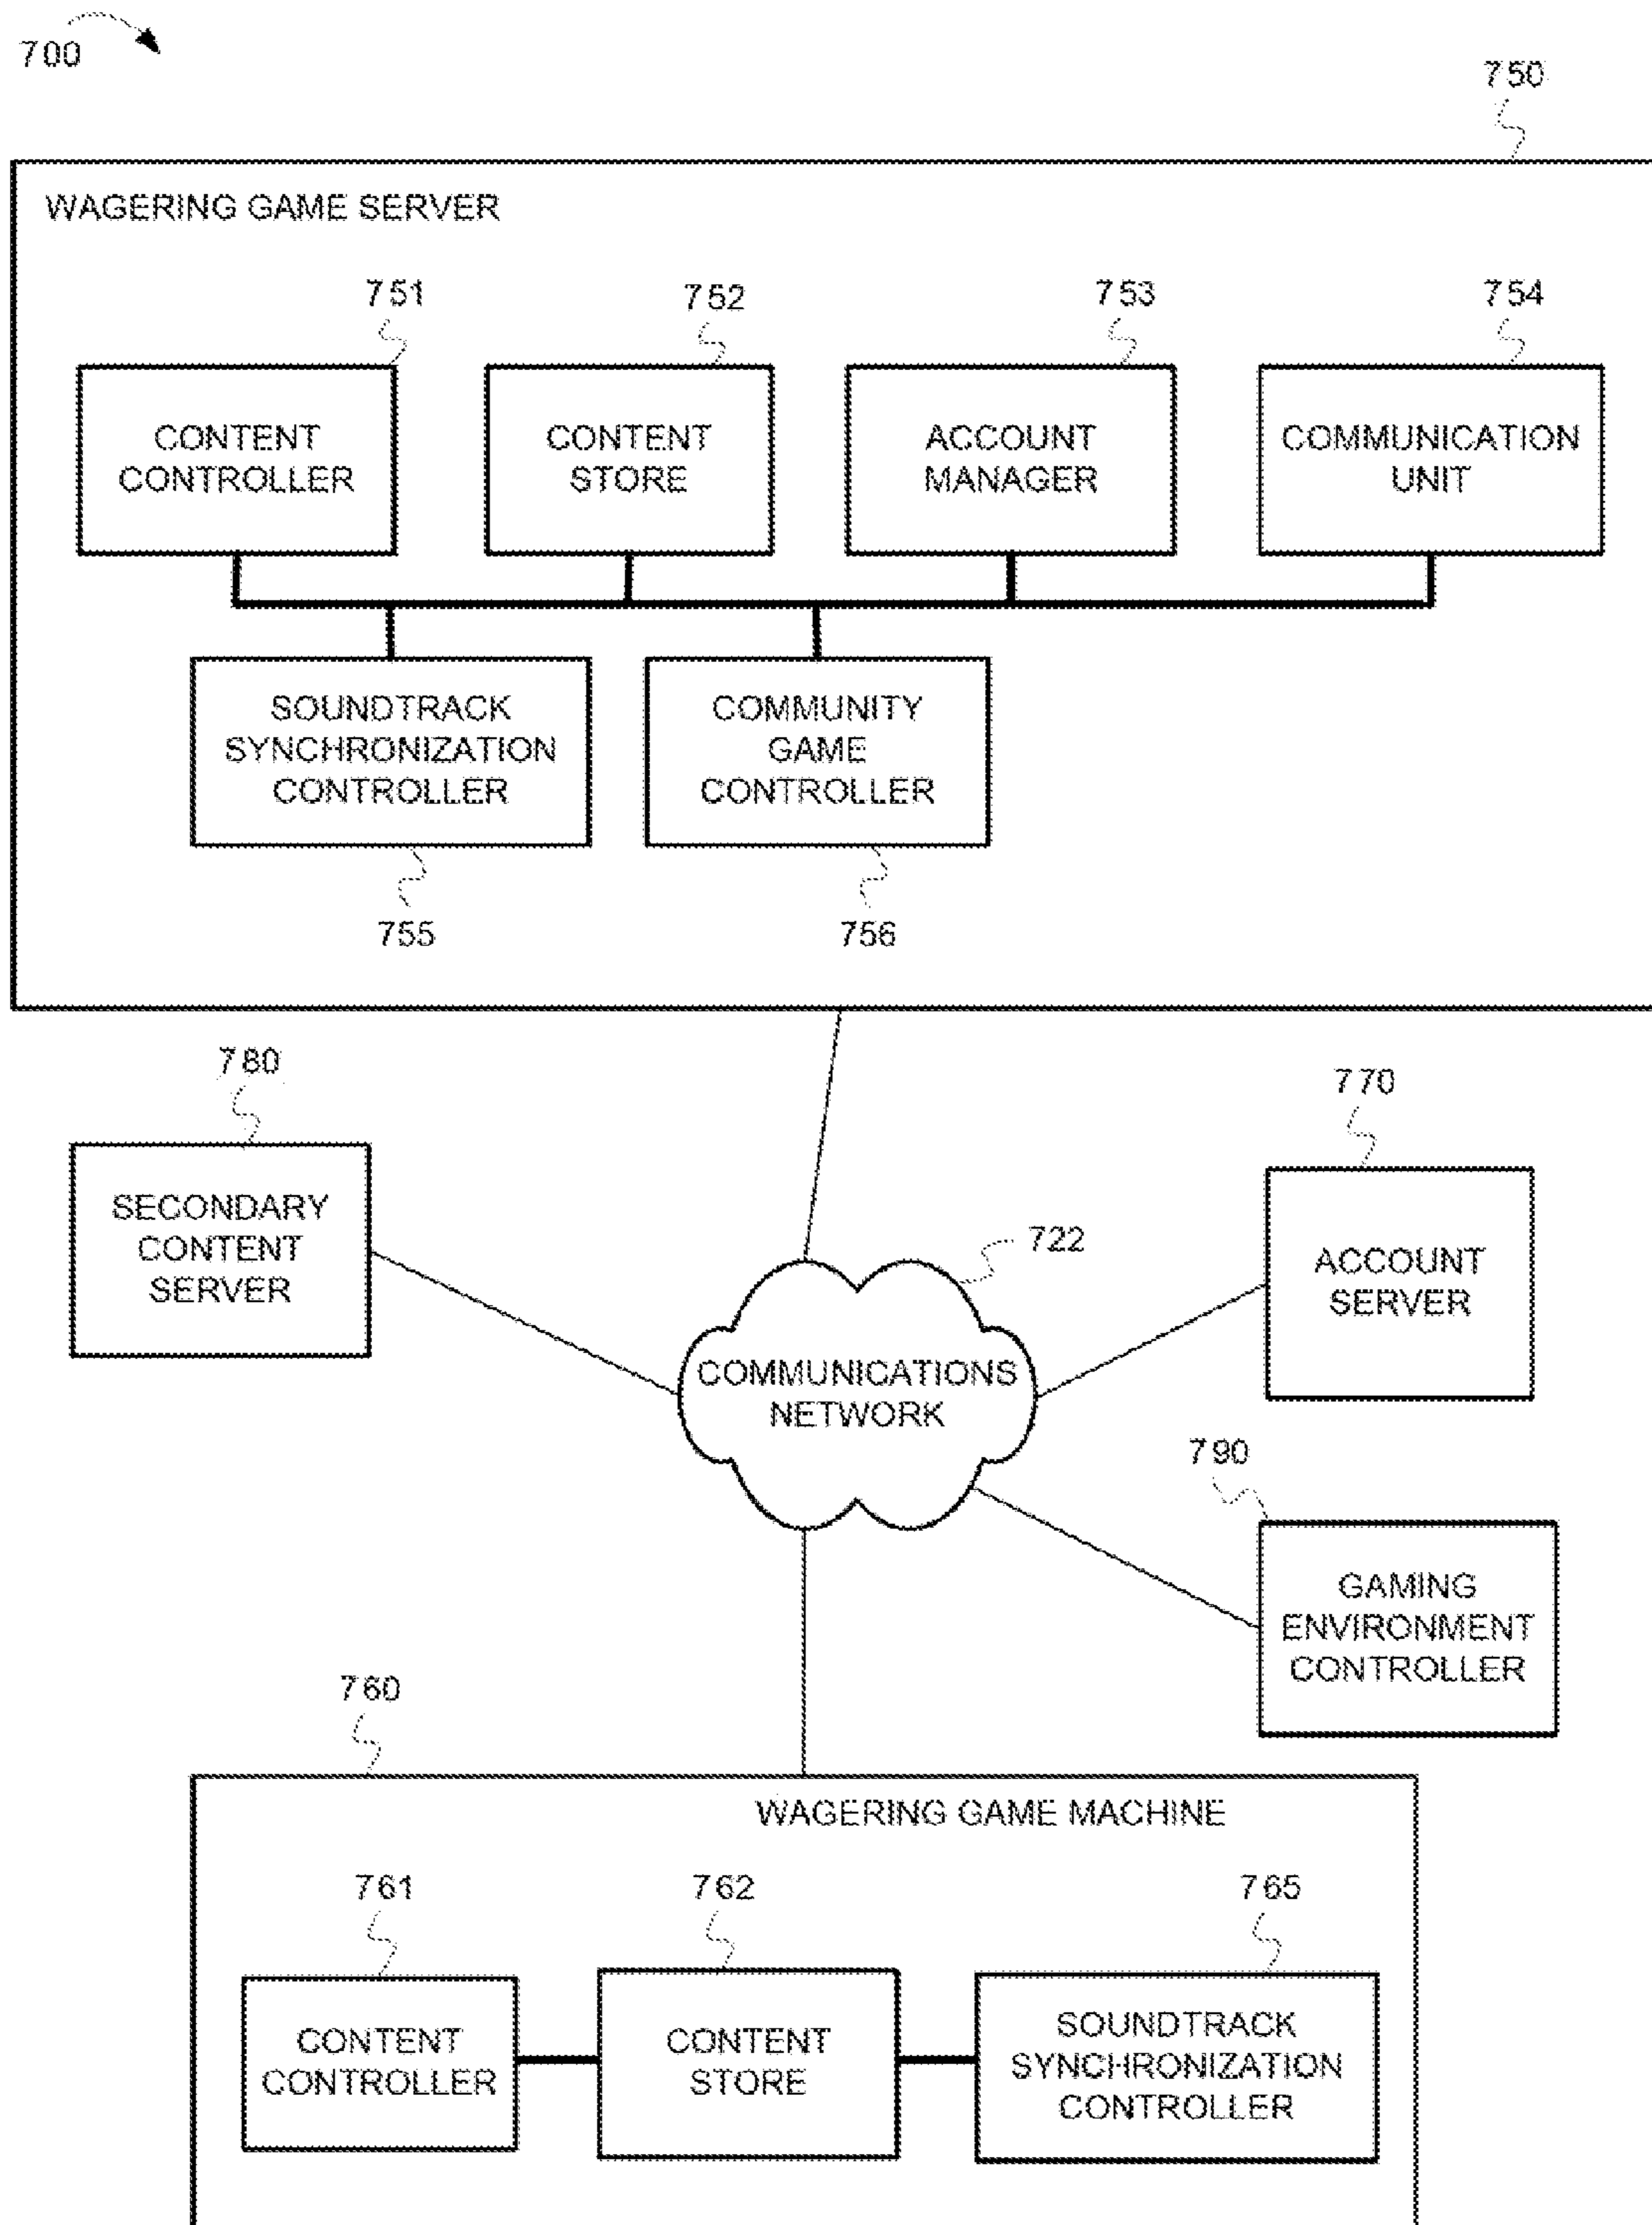 700
750
WAGERING GAME SERVER
751
752
753
754
CONTENT
CONTROLLER
CONTENT
STORE
ACCOUNT
MANAGER
COMMUNICATION
UNIT
SOUNDTRACK
SYNCHRONIZATION
CONTROLLER
COMMUNITY
GAME
CONTROLLER
755
756
780
770
SECONDARY
CONTENT
SERVER
722
ACCOUNT
SERVER
COMMUNICATIONS
NETWORK
790
GAMING
ENVIRONMENT
CONTROLLER
760
WAGERING GAME MACHINE
761
762
765
CONTENT
CONTROLLER
CONTENT
STORE
SOUNDTRACK
SYNCHRONIZATION
CONTROLLER